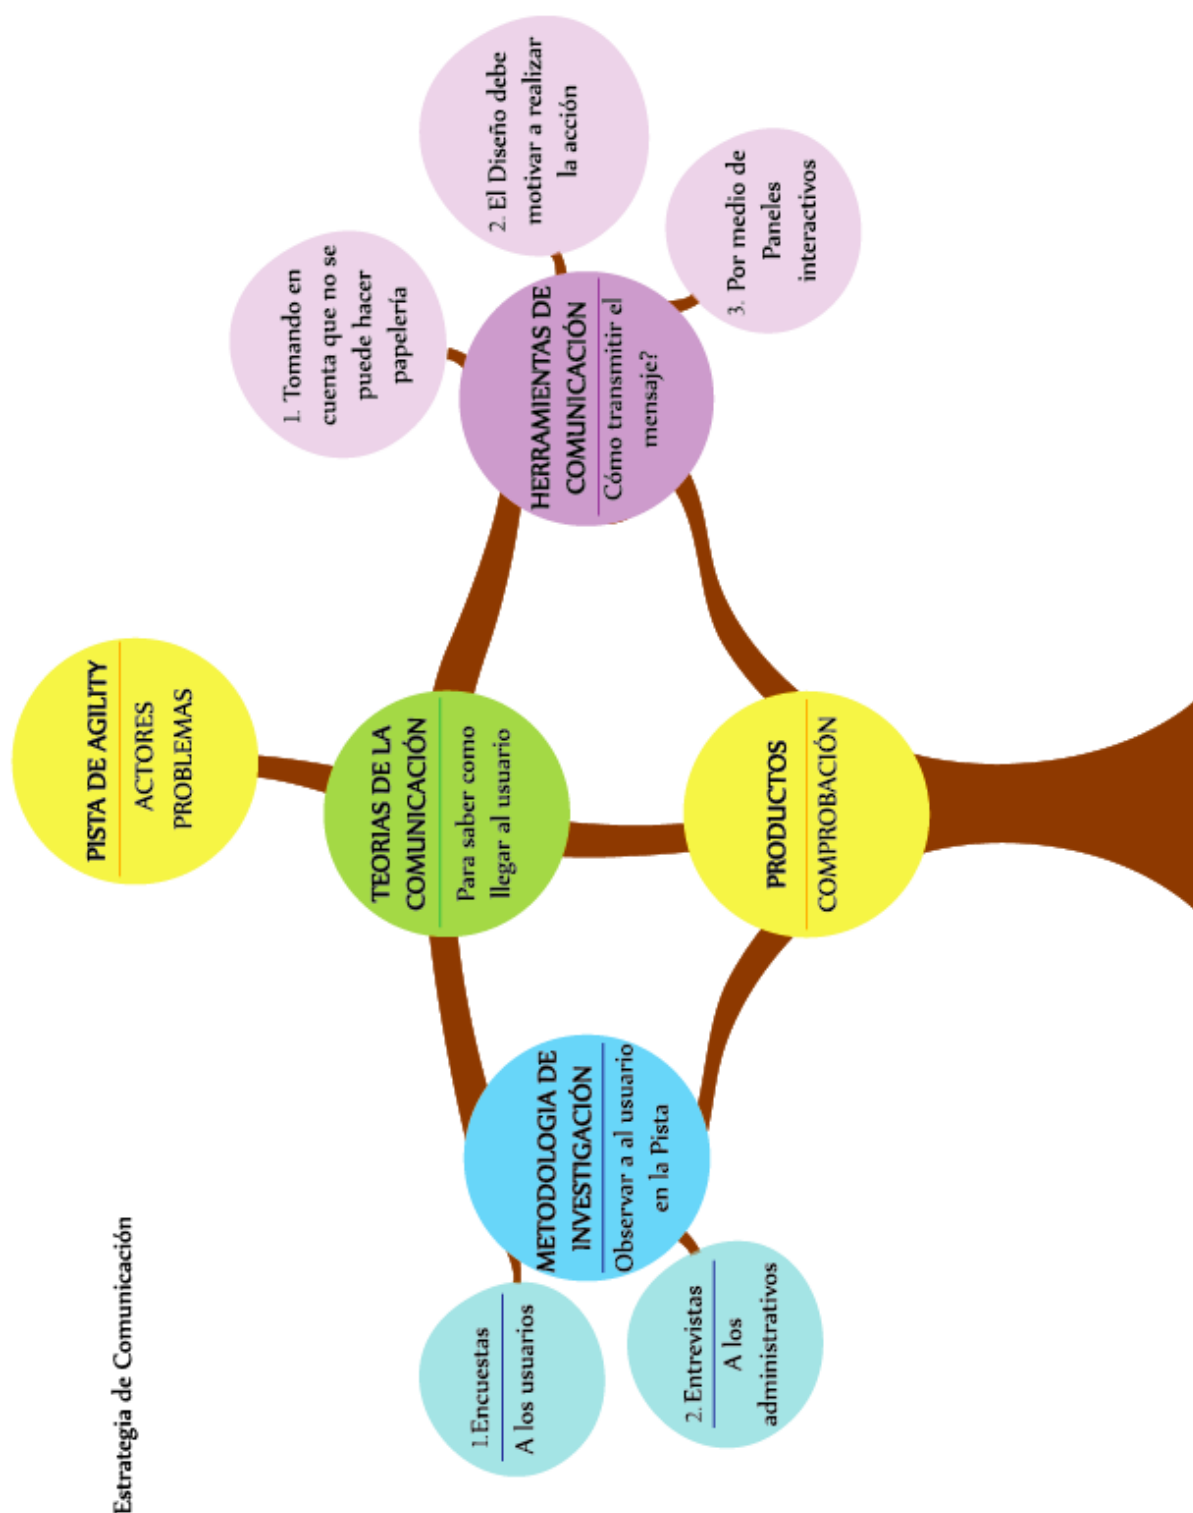 Estrategia de Comunicación
PISTA DE AGILITY
ACTORES
PROBLEMAS
TEORIAS DE LA
COMUNICACIÓN
Para saber como
llegar al usuario
METODOLOGIA DE
INVESTIGACIÓN
Observar a al usuario
en la Pista
1.Encuestas
A los usuarios
2. Entrevistas
A los
administrativos
HERRAMIENTAS DE
COMUNICACIÓN
Cómo transmitir el
mensaje?
1. Tomando en
cuenta que no se
puede hacer
papelería
2. El Diseño debe
motivar a realizar
la acción
3. Por medio de
Paneles
interactivos
PRODUCTOS
COMPROBACIÓN